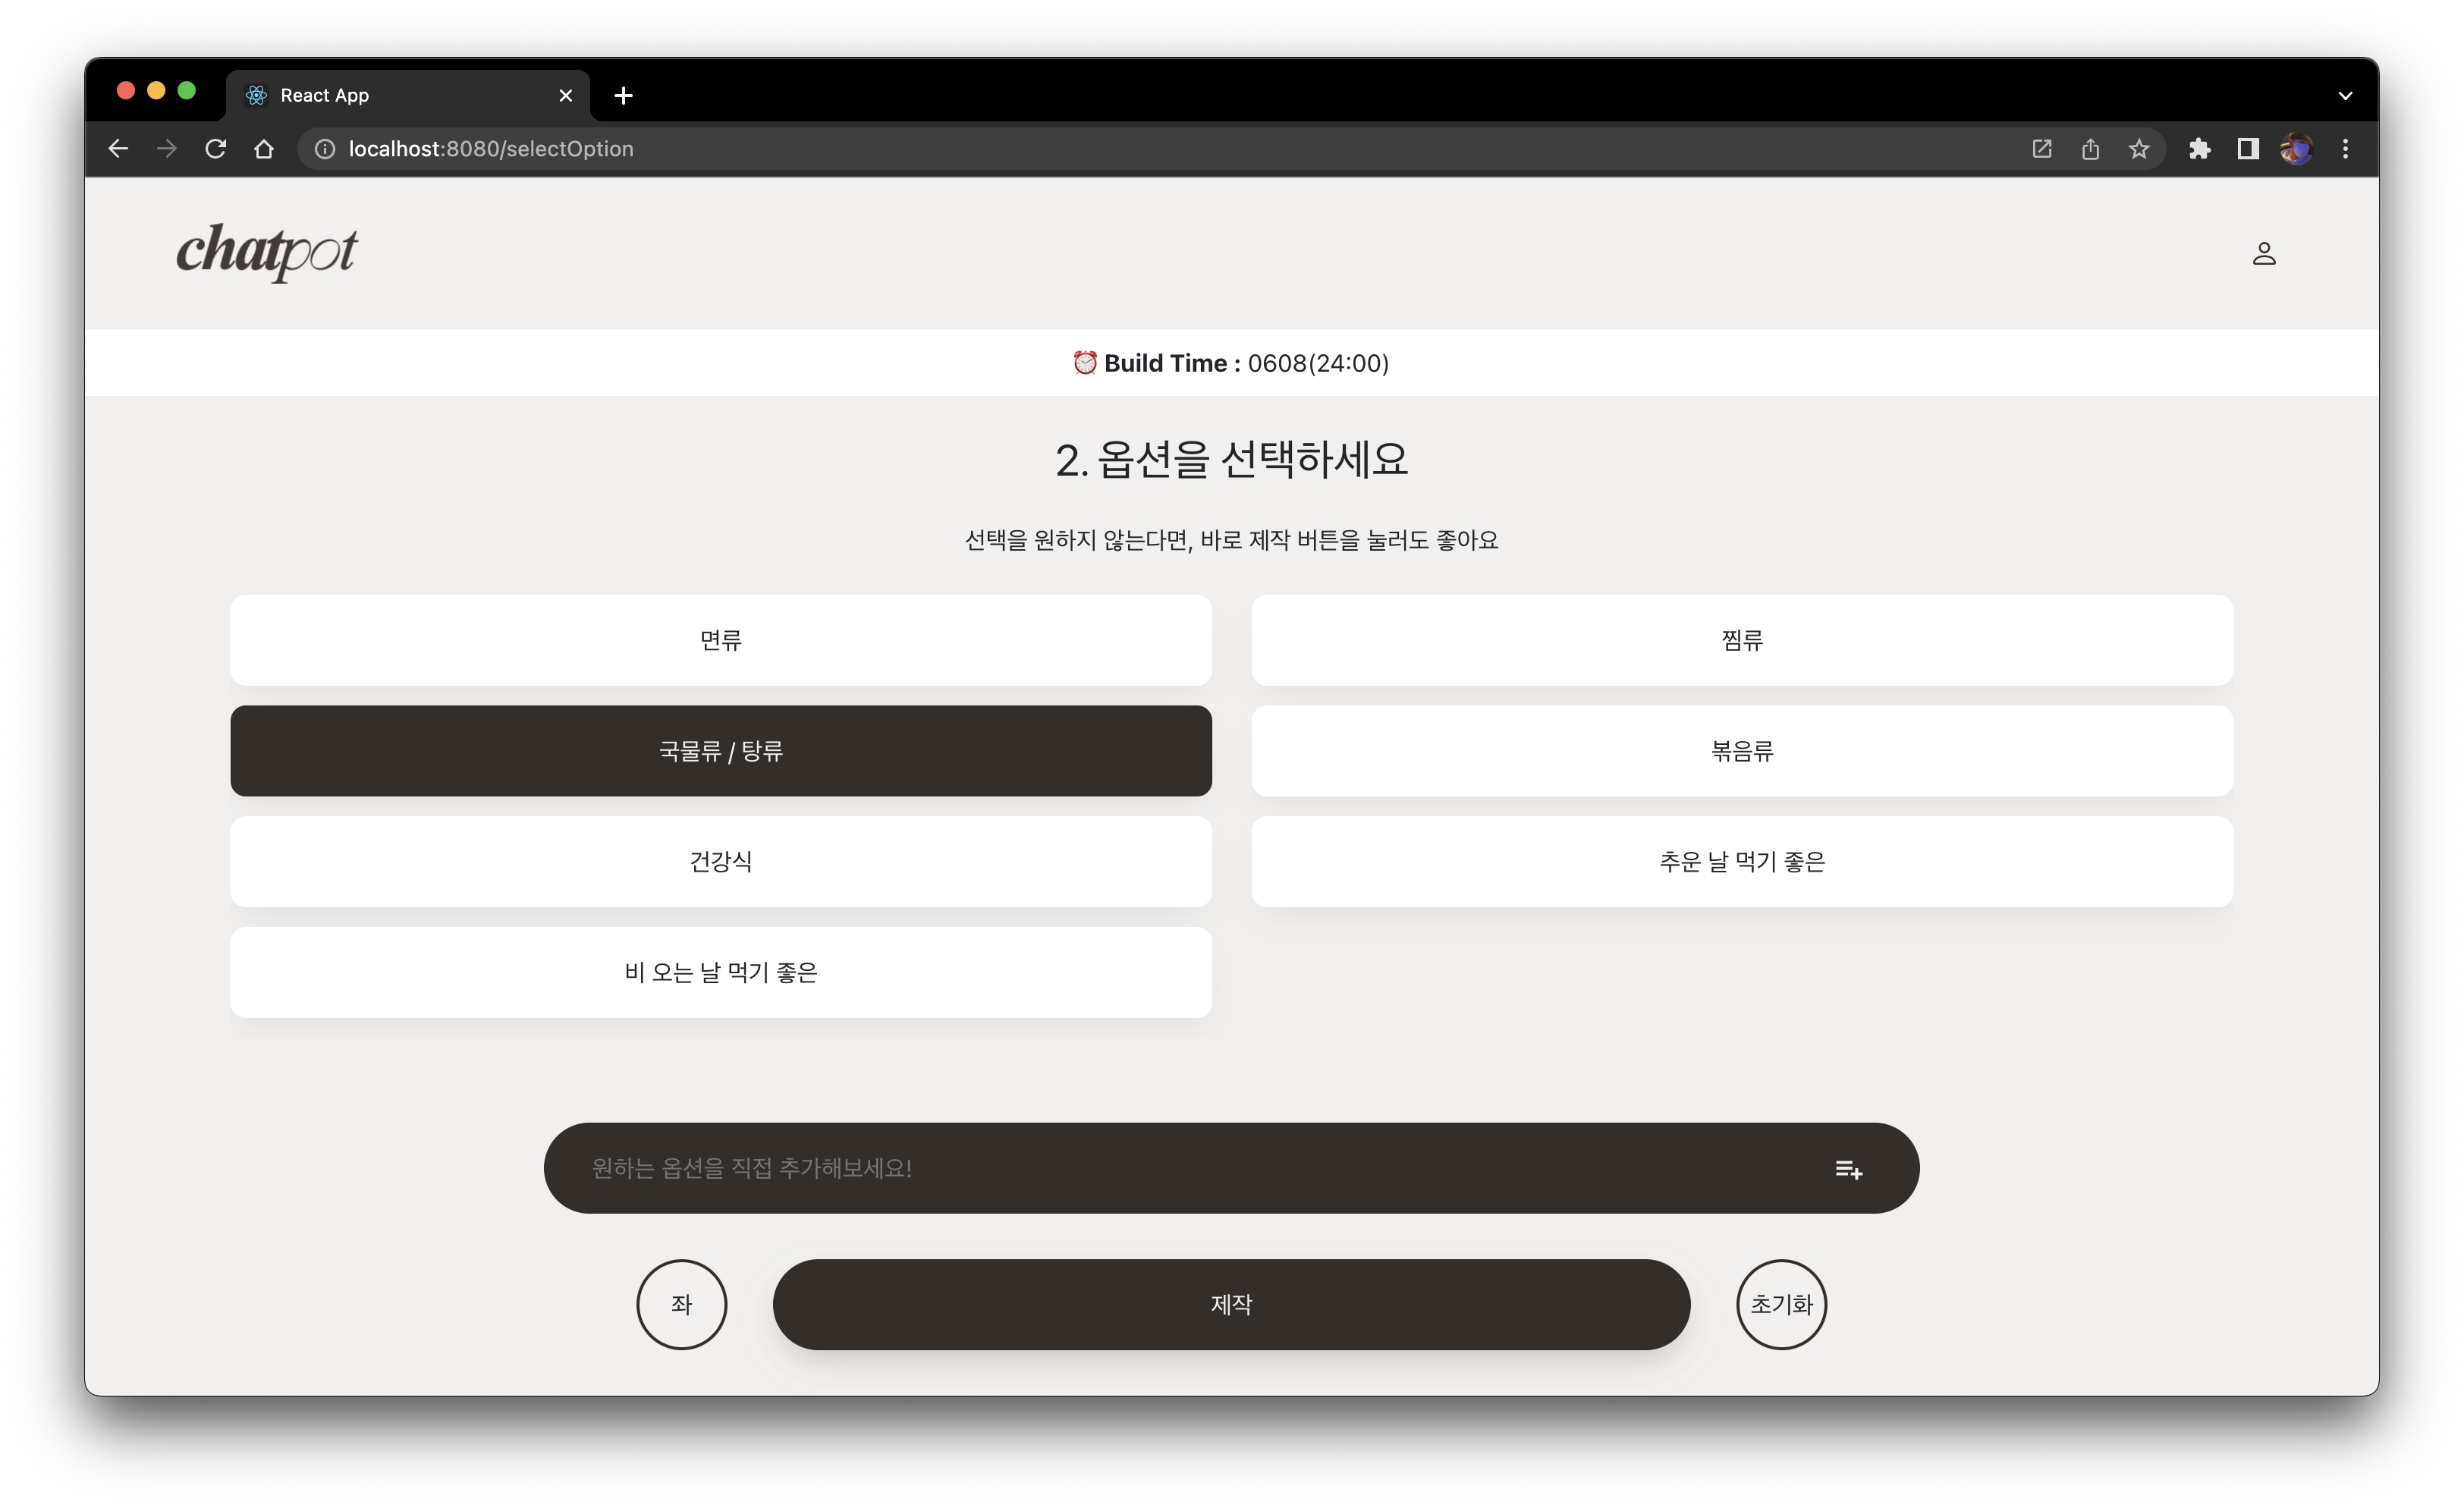 React App
localhost:8080/selectOption
chatpot
⏰ Build Time : 0608(24:00)
2. 옵션을 선택하세요
선택을 원하지 않는다면, 바로 제작 버튼을 눌러도 좋아요
면류
찜류
국물류 / 탕류
볶음류
건강식
추운 날 먹기 좋은
비 오는 날 먹기 좋은
원하는 옵션을 직접 추가해보세요!
좌
제작
초기화